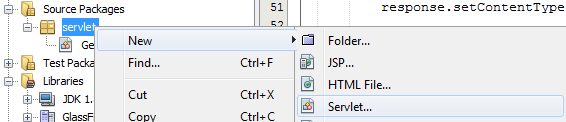 Source Packages
servlet
Ge
Test Packa
Libraries
JDK 1.
GlassF
51
52
53
response.setContentType
New
Find... Ctrl+F
Cut Ctrl+X
Copy Ctrl+C
Folder...
JSP...
HTML File...
Servlet...